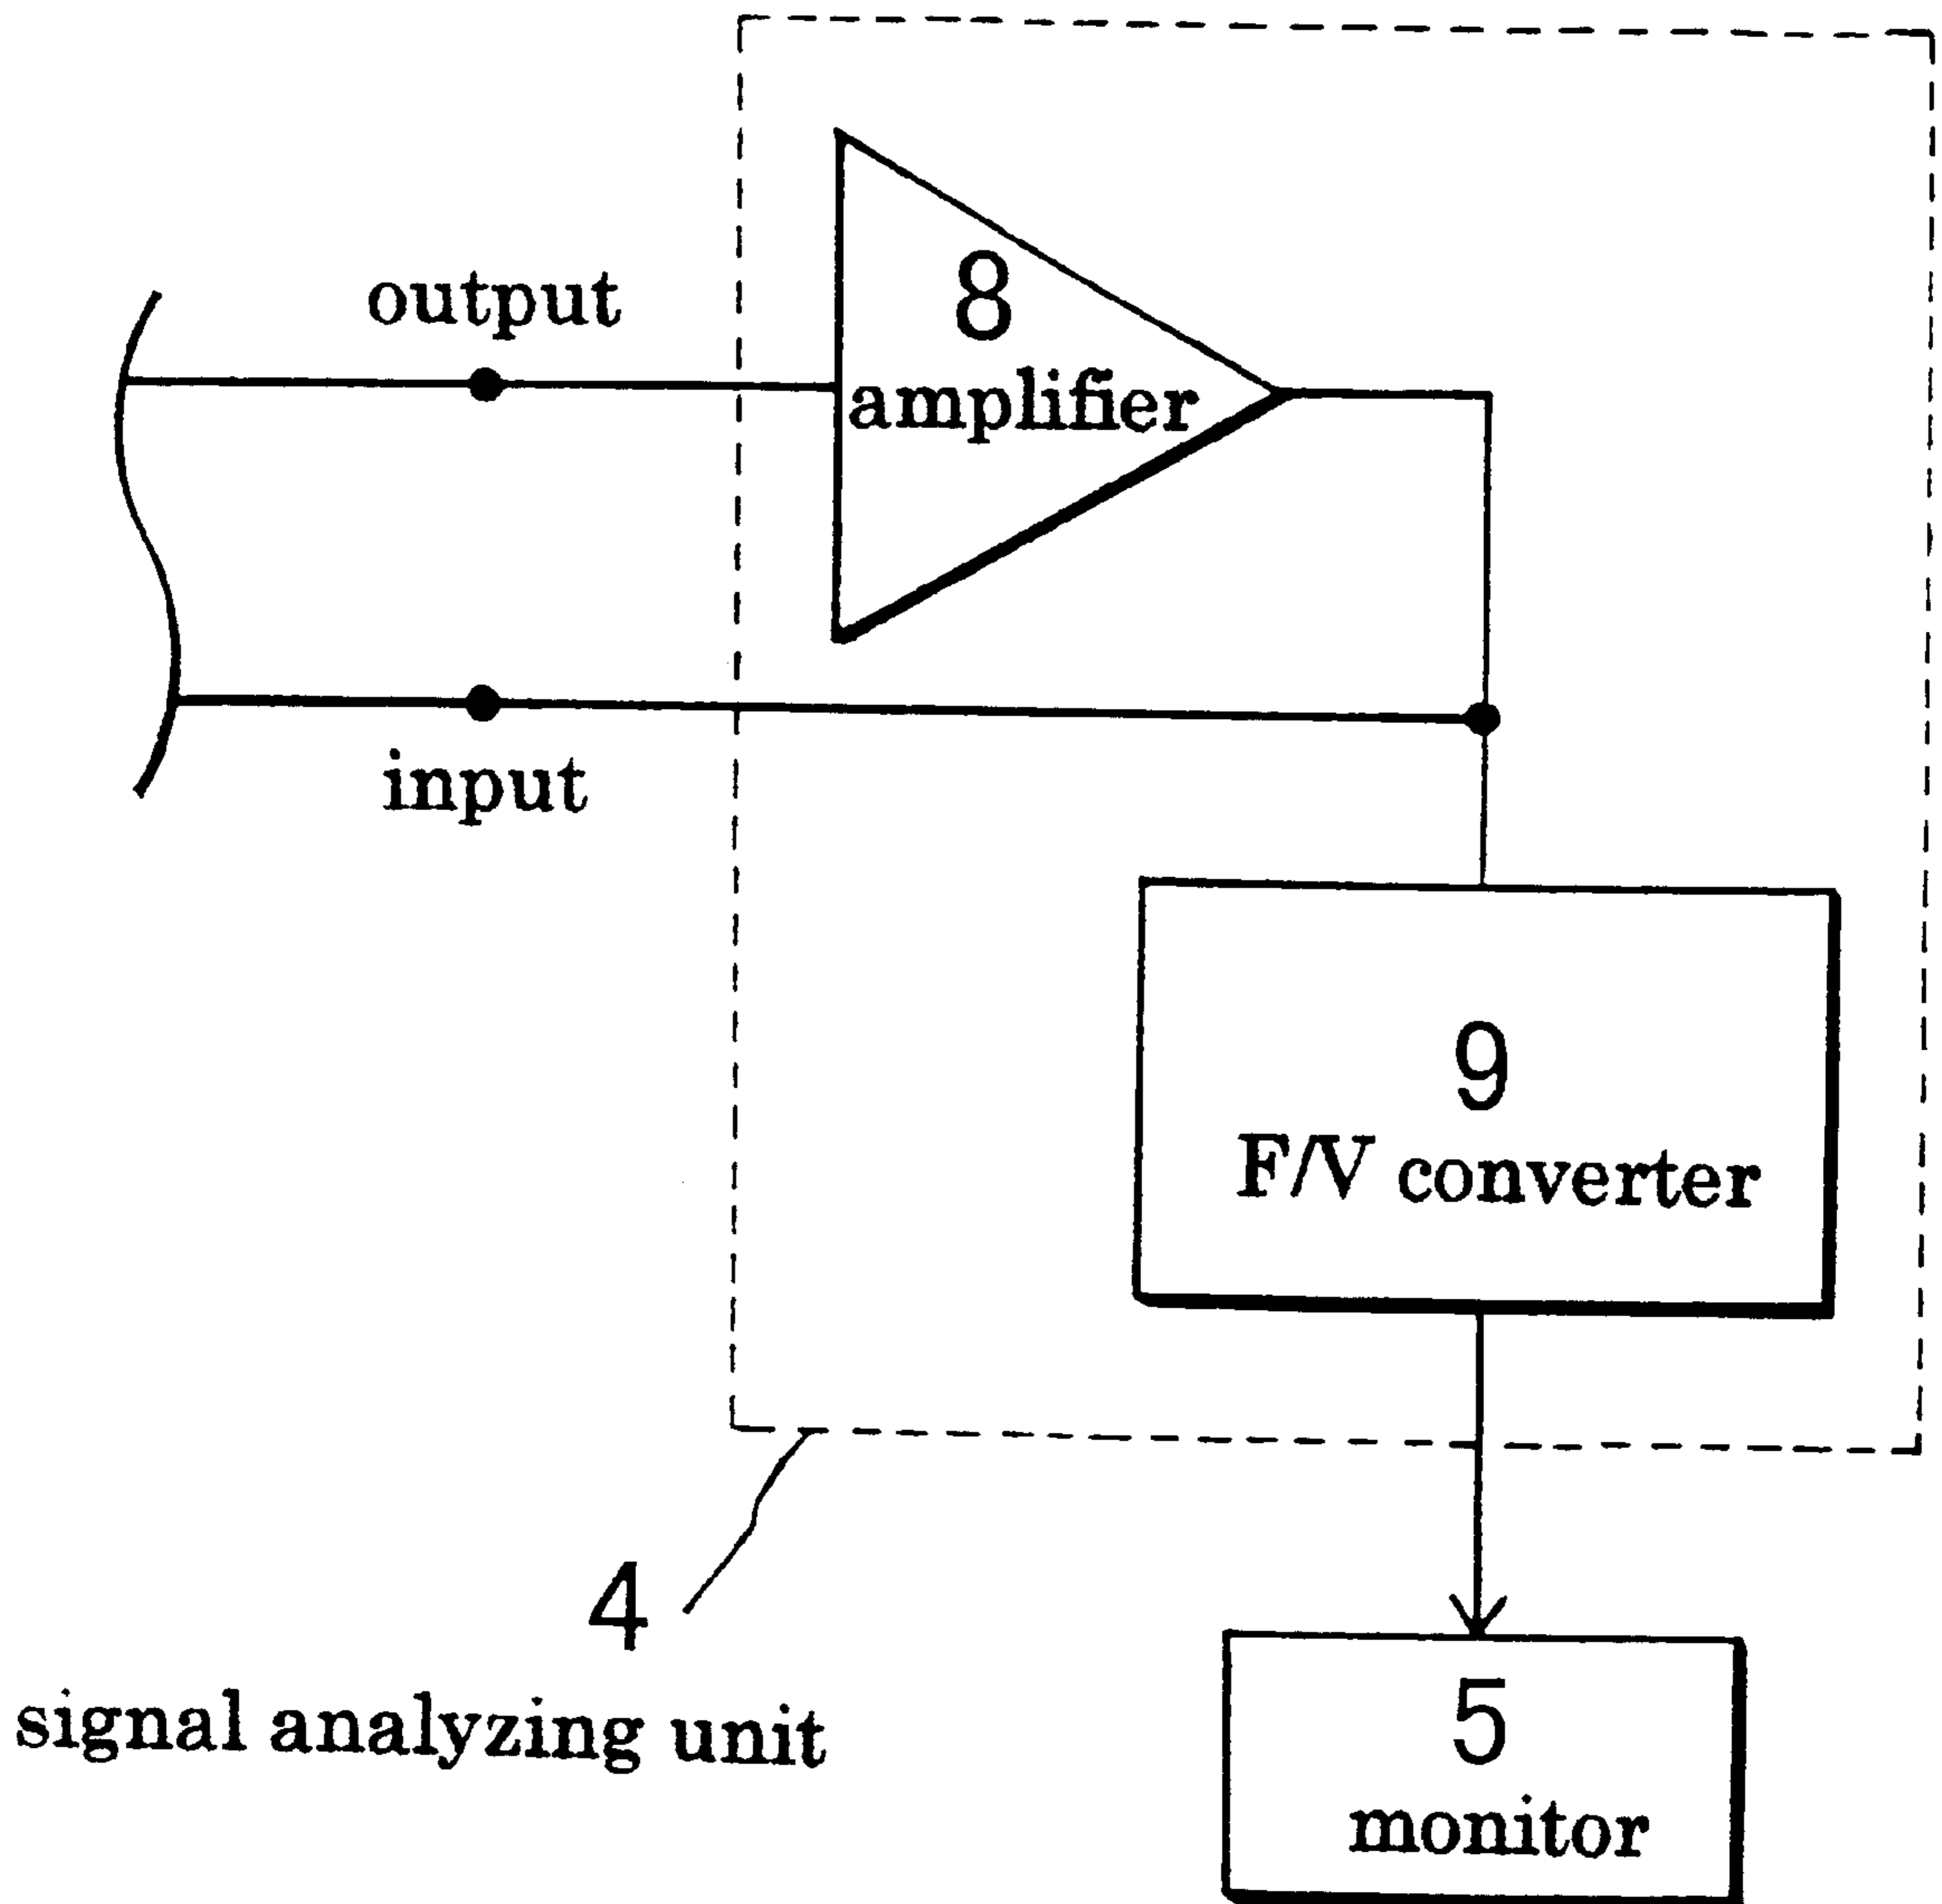 output
8
amplifier
input
9
F/V converter
4
signal analyzing unit
5
monitor